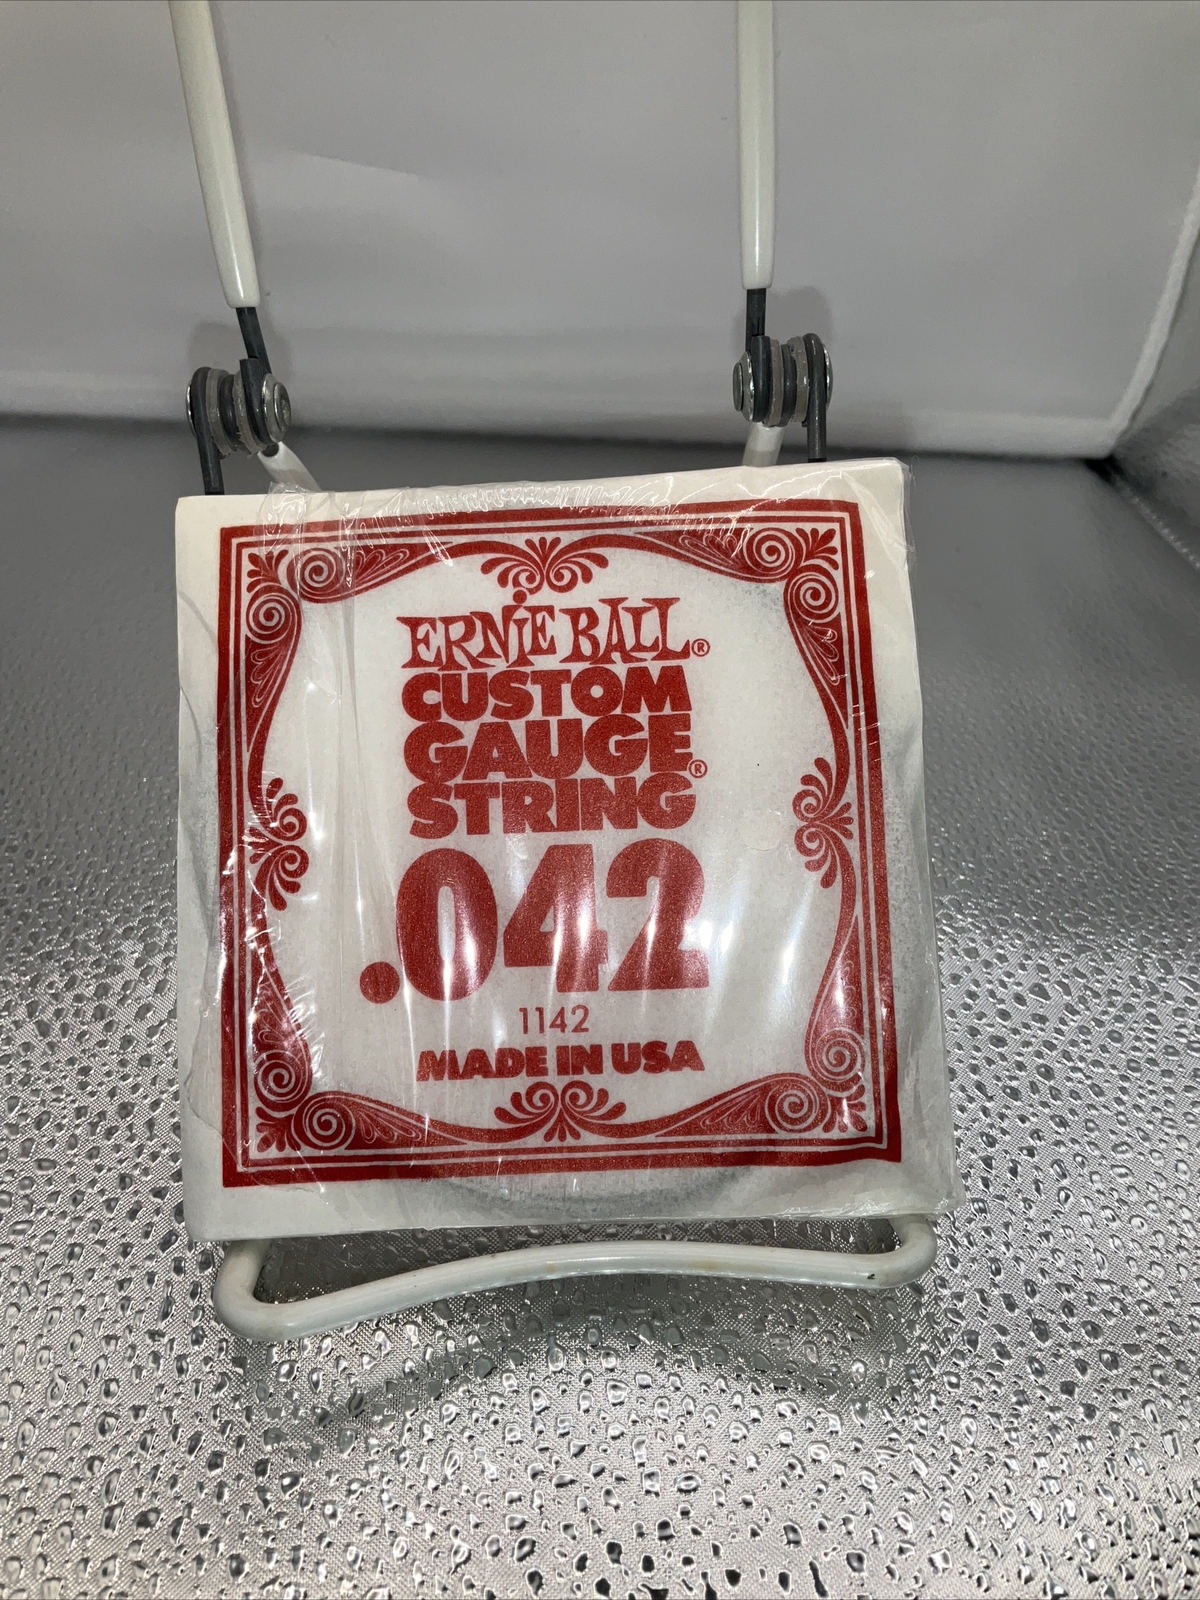 ERNiE BALL®
CUSTOM
GAUGE
STRING®
.042
1142
MADE IN USA